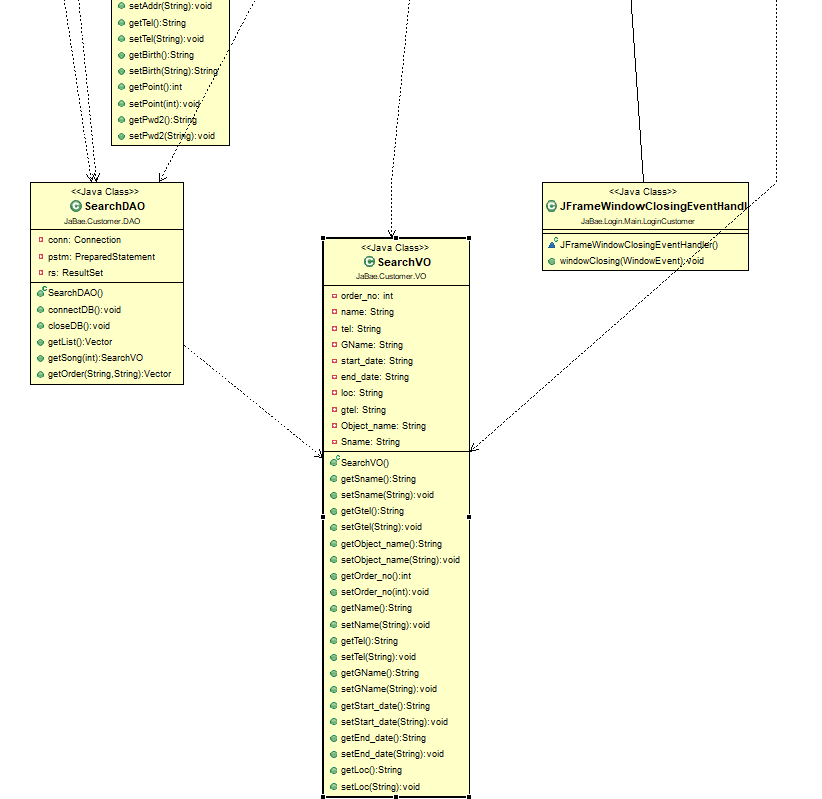 setAddr(String):void
getTel():String
setTel(String):void
getBirth():String
setBirth(String):String
getPoint():int
setPoint(int):void
getPwd2():String
setPwd2(String):void
<<Java Class>>
SearchDAO
JaBae.Customer.DAO
conn: Connection
pstm: PreparedStatement
rs: ResultSet
SearchDAO()
connectDB():void
closeDB():void
getList():Vector
getSong(int):SearchVO
getOrder(String,String):Vector
<<Java Class>>
SearchVO
JaBae.Customer.VO
order_no: int
name: String
tel: String
GName: String
start_date: String
end_date: String
loc: String
gtel: String
Object_name: String
Sname: String
SearchVO()
getSname():String
setSname(String):void
getGtel():String
setGtel(String):void
getObject_name():String
setObject_name(String):void
getOrder_no():int
setOrder_no(int):void
getName():String
setName(String):void
getTel():String
setTel(String):void
getGName():String
setGName(String):void
getStart_date():String
setStart_date(String):void
getEnd_date():String
setEnd_date(String):void
getLoc():String
setLoc(String):void
<<Java Class>>
JFrameWindowClosingEventHandl
JaBae.Login.Main.LoginCustomer
JFrameWindowClosingEventHandler()
windowClosing(WindowEvent):void